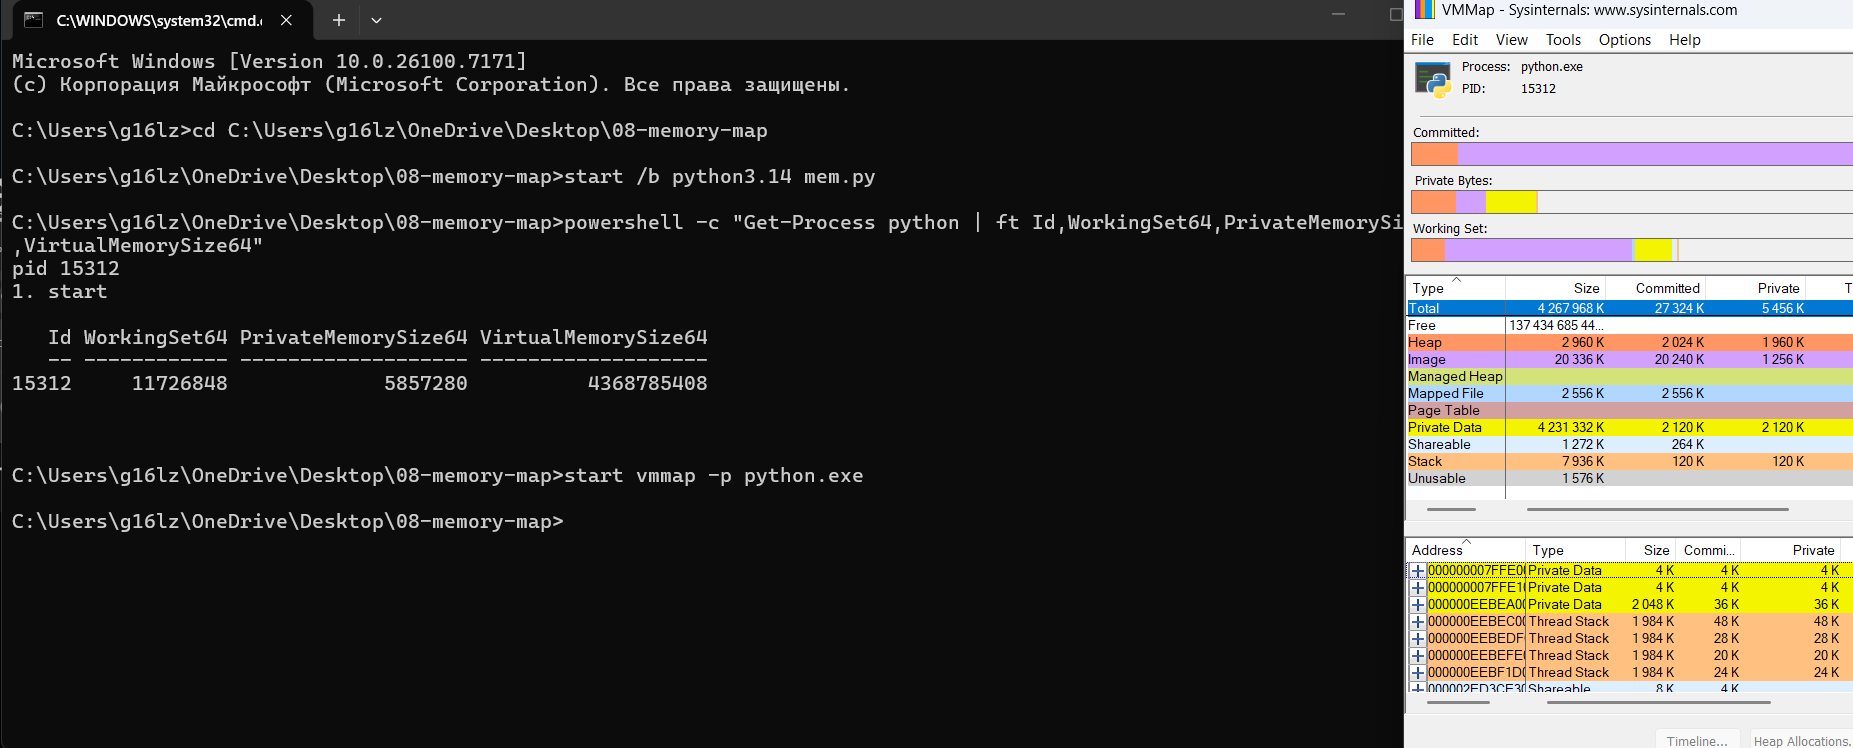 C:\WINDOWS\system32\cmd.e
Microsoft Windows [Version 10.0.26100.7171]
(c) Корпорация Майкрософт (Microsoft Corporation). Все права защищены.
C:\Users\g16lz>cd C:\Users\g16lz\OneDrive\Desktop\08-memory-map
C:\Users\g16lz\OneDrive\Desktop\08-memory-map>start /b python3.14 mem.py
C:\Users\g16lz\OneDrive\Desktop\08-memory-map>powershell -c "Get-Process python | ft Id,WorkingSet64,PrivateMemorySi
,VirtualMemorySize64"
pid 15312
1. start
Id WorkingSet64 PrivateMemorySize64 VirtualMemorySize64
-- ------------ ------------------- -------------------
15312 11726848 5857280 4368785408
C:\Users\g16lz\OneDrive\Desktop\08-memory-map>start vmmap -p python.exe
C:\Users\g16lz\OneDrive\Desktop\08-memory-map>
VMMap - Sysinternals: www.sysinternals.com
File Edit View Tools Options Help
Process: python.exe
PID: 15312
Committed:
Private Bytes:
Working Set:
Type Size Committed Private T
Total 4 267 968 K 27 324 K 5 456 K
Free 137 434 685 44...
Heap 2 960 K 2 024 K 1 960 K
Image 20 336 K 20 240 K 1 256 K
Managed Heap
Mapped File 2 556 K 2 556 K
Page Table
Private Data 4 231 332 K 2 120 K 2 120 K
Shareable 1 272 K 264 K
Stack 7 936 K 120 K 120 K
Unusable 1 576 K
Address Type Size Commi... Private
000000007FFE0 Private Data 4 K 4 K 4 K
000000007FFE1 Private Data 4 K 4 K 4 K
000000EEBEA0 Private Data 2 048 K 36 K 36 K
000000EEBEC0 Thread Stack 1 984 K 48 K 48 K
000000EEBEDF Thread Stack 1 984 K 28 K 28 K
000000EEBEFE Thread Stack 1 984 K 20 K 20 K
000000EEBF1D Thread Stack 1 984 K 24 K 24 K
000002ED3CE30 Shareable 8 K 4 K
Timeline... Heap Allocations.